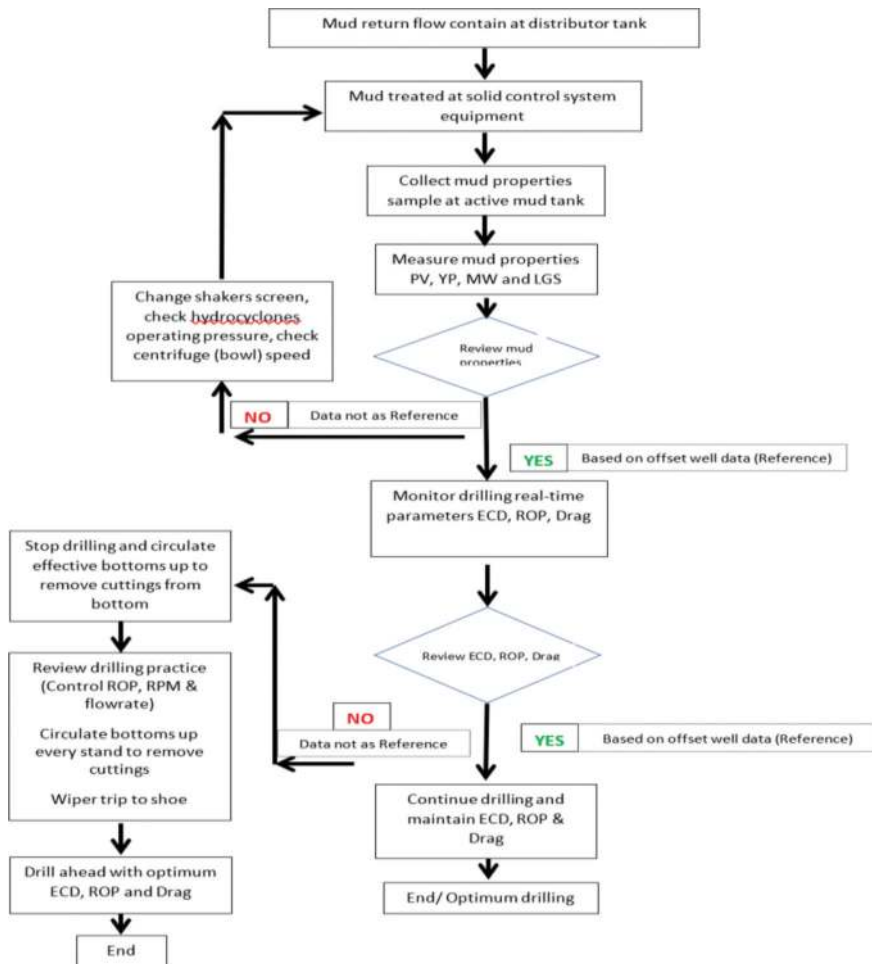 Mud return flow contain at distributor tank
Mud treated at solid control system
equipment
Collect mud properties
sample at active mud tank
Measure mud properties
PV, YP, MW and LGS
Change shakers screen,
check hydrocyclones
operating pressure, check
centrifuge (bowl) speed
Review mud
properties
NO Data not as Reference
YES Based on offset well data (Reference)
Monitor drilling real-time
parameters ECD, ROP, Drag
Stop drilling and circulate
effective bottoms up to
remove cuttings from
bottom
Review ECD, ROP, Drag
Review drilling practice
(Control ROP, RPM &
flowrate)
Circulate bottoms up
every stand to remove
cuttings
Wiper trip to shoe
NO
Data not as Reference
YES Based on offset well data (Reference)
Continue drilling and
maintain ECD, ROP &
Drag
Drill ahead with optimum
ECD, ROP and Drag
End/ Optimum drilling
End